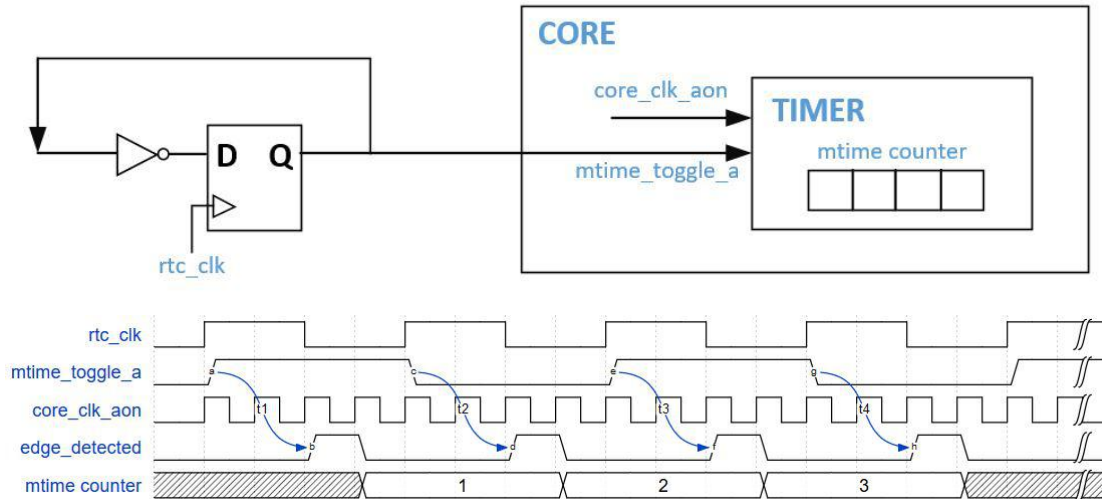 CORE
core_clk_aon
TIMER
D Q
mtime_toggle_a
mtime counter
rtc_clk
rtc_clk
mtime_toggle_a
a c e g
core_clk_aon
t1 t2 t3 t4
edge_detected
b d f h
mtime counter
1 2 3